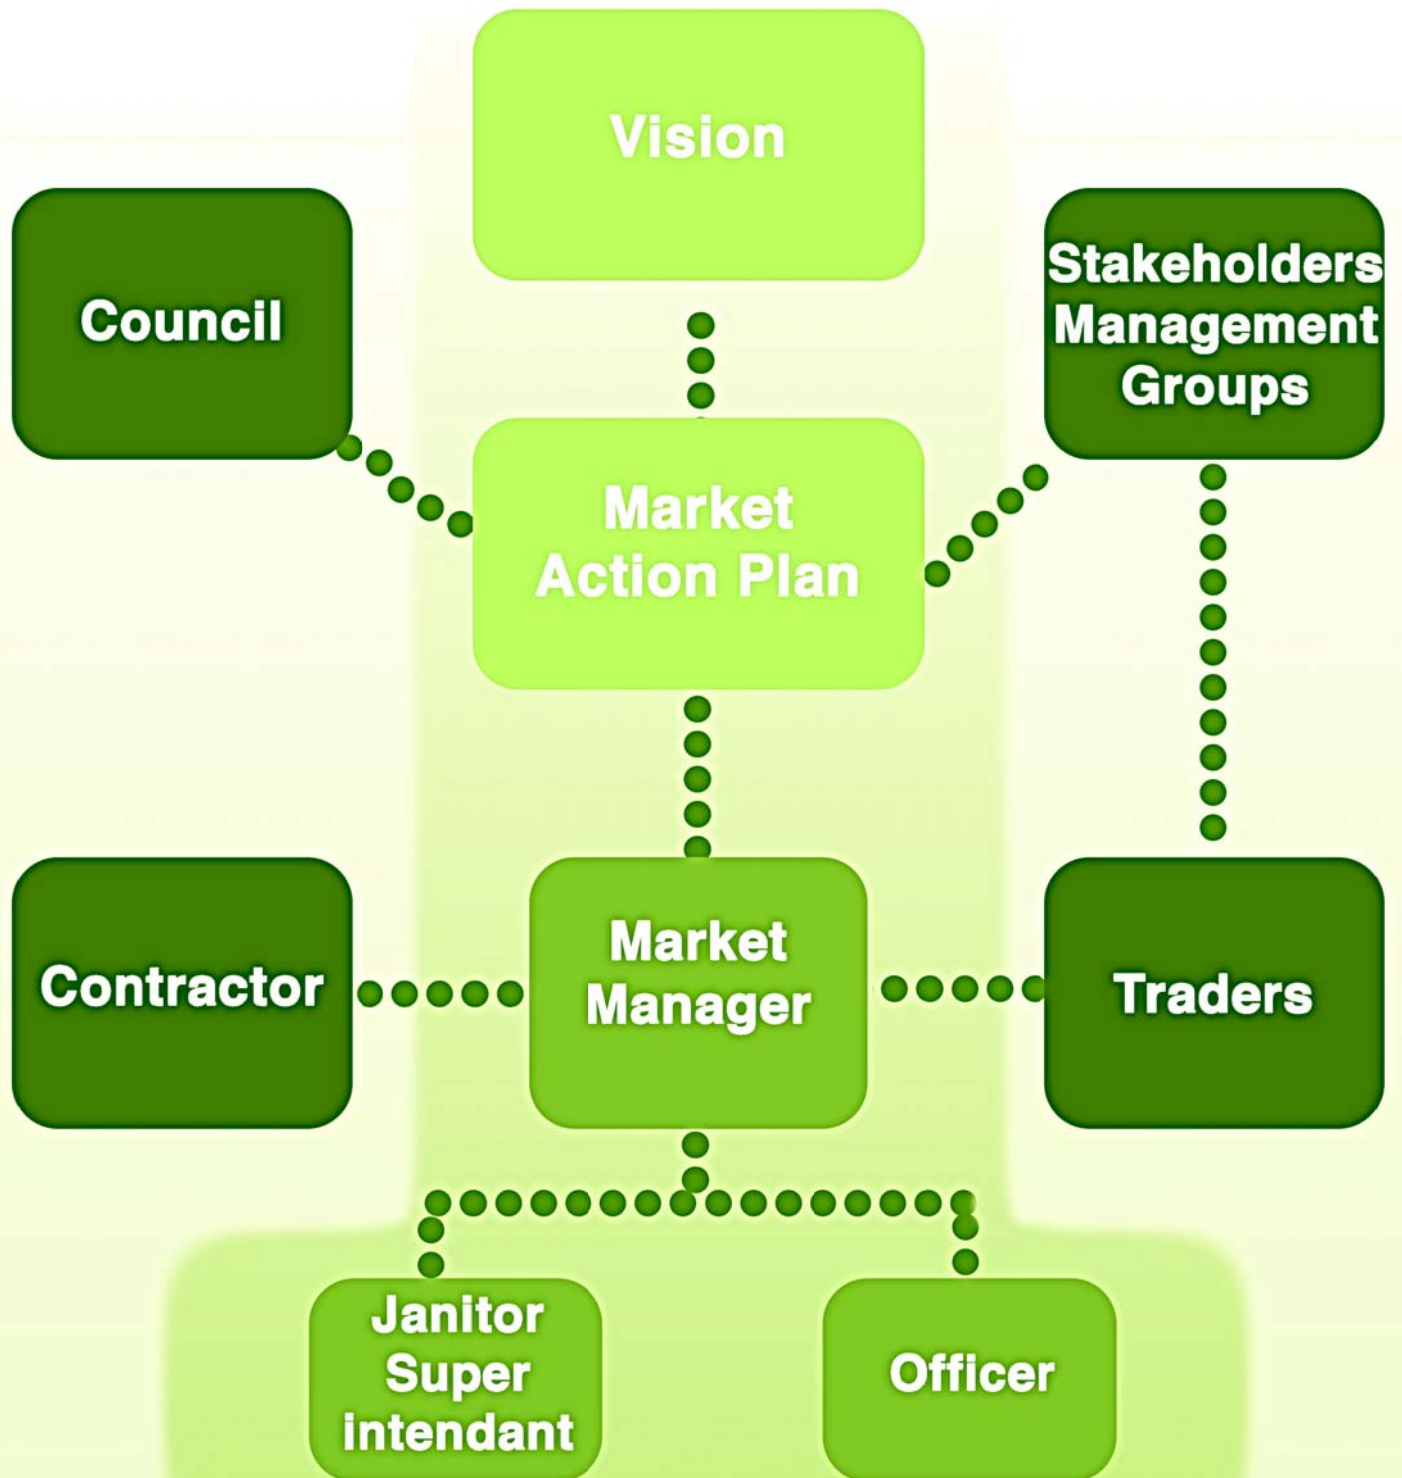 Vision
Council
Stakeholders
Management
Groups
Market
Action Plan
Contractor
Market
Manager
Traders
Janitor
Super
intendant
Officer